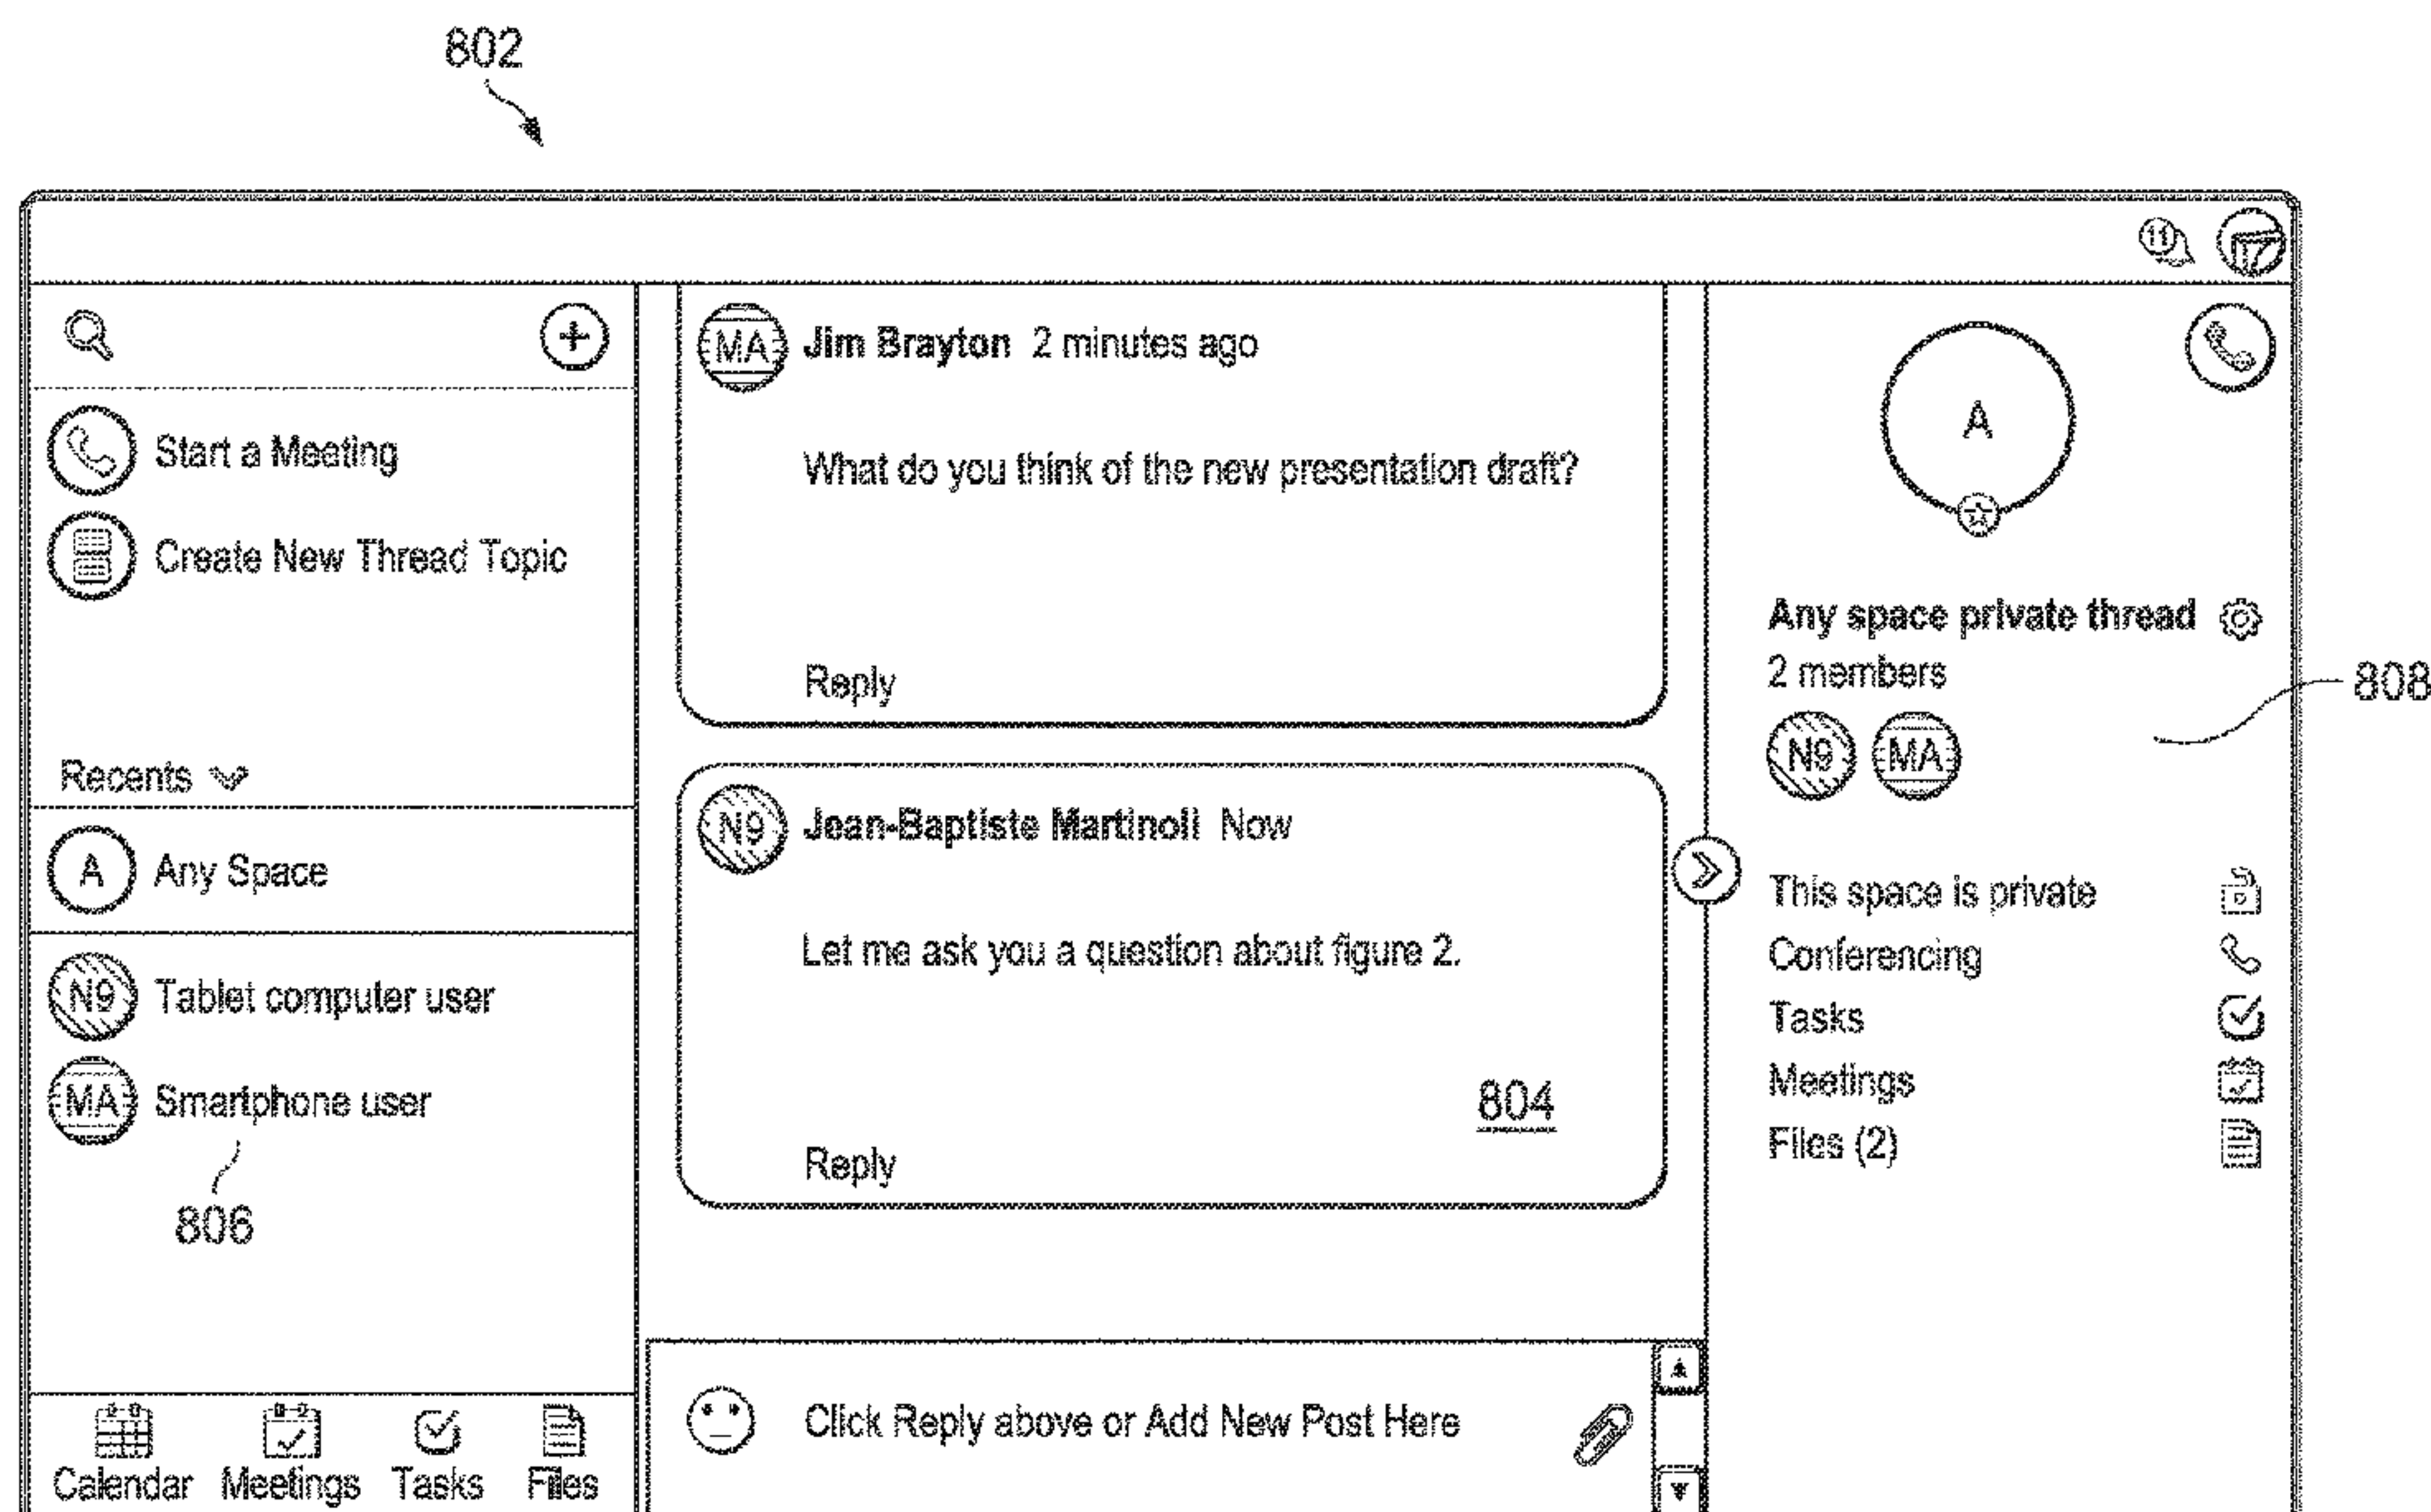 802
11
Start a Meeting
Create New Thread Topic
Recents
A Any Space
N9 Tablet computer user
MA Smartphone user
806
Calendar Meetings Tasks Files
MA Jim Brayton 2 minutes ago
What do you think of the new presentation draft?
Reply
N9 Jean-Baptiste Martinoli Now
Let me ask you a question about figure 2.
804
Reply
Click Reply above or Add New Post Here
A
Any space private thread
2 members
808
N9 MA
This space is private
Conferencing
Tasks
Meetings
Files (2)